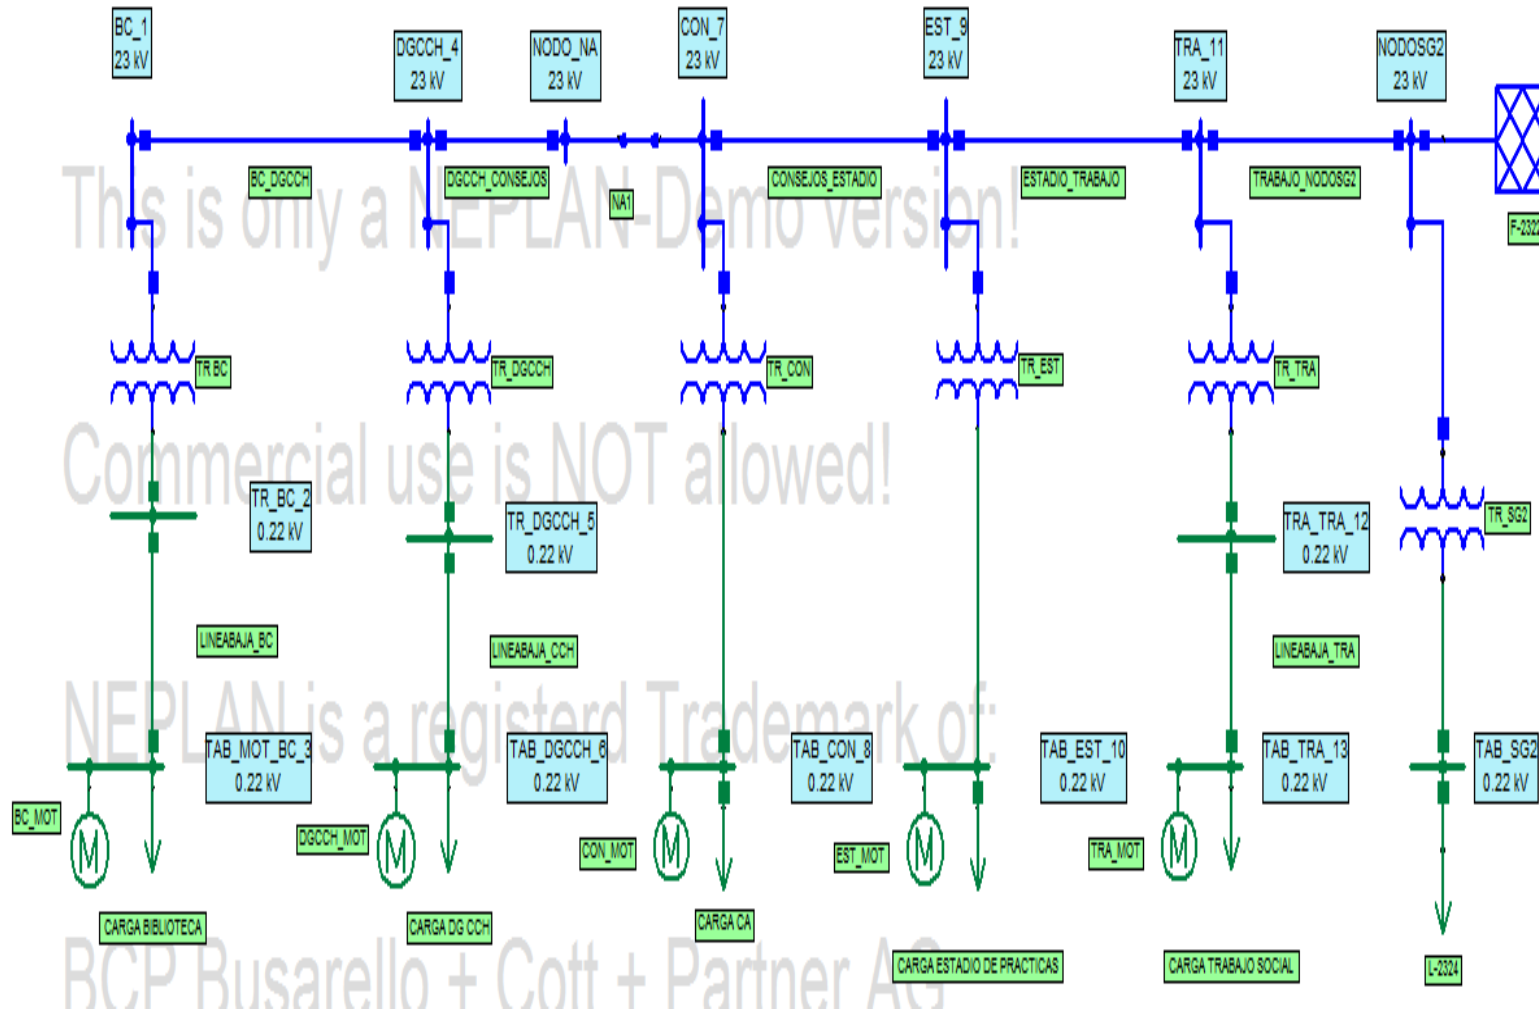 BC_1
23 kV
DGCCH_4
23 kV
NODO_NA
23 kV
CON_7
23 kV
EST_9
23 kV
TRA_11
23 kV
NODOSG2
23 kV
BC_DGCCH
DGCCH_CONSEJOS
NA1
CONSEJOS_ESTADIO
ESTADIO_TRABAJO
TRABAJO_NODOSG2
F-2322
This is only a NEPLAN-Demo version!
TR BC
TR_DGCCH
TR_CON
TR_EST
TR_TRA
Commercial use is NOT allowed!
TR_BC_2
0.22 kV
TR_DGCCH_5
0.22 kV
TRA_TRA_12
0.22 kV
TR_SG2
LINEABAJA_BC
LINEABAJA_CCH
LINEABAJA_TRA
NEPLAN is a registerd Trademark of:
TAB_MOT_BC_3
0.22 kV
TAB_DGCCH_6
0.22 kV
TAB_CON_8
0.22 kV
TAB_EST_10
0.22 kV
TAB_TRA_13
0.22 kV
TAB_SG2
0.22 kV
BC_MOT
M
DGCCH_MOT
M
CON_MOT
M
EST_MOT
M
TRA_MOT
M
CARGA BIBLIOTECA
CARGA DG CCH
CARGA CA
CARGA ESTADIO DE PRACTICAS
CARGA TRABAJO SOCIAL
L-2324
BCP Busarello + Cott + Partner AG